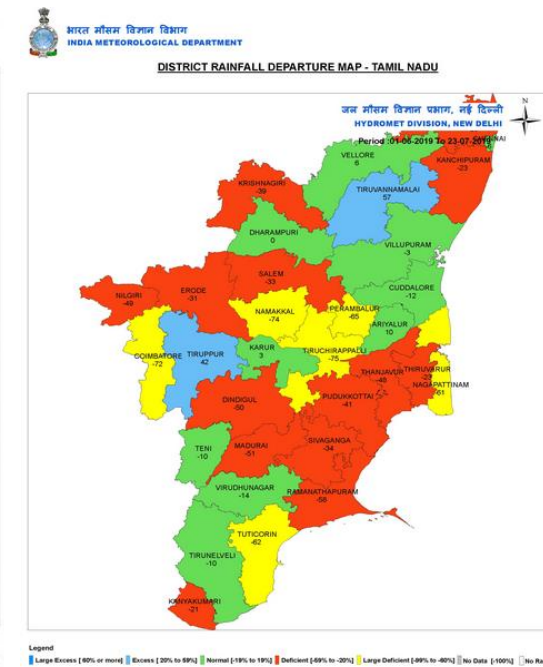 भारत मौसम विज्ञान विभाग
INDIA METEOROLOGICAL DEPARTMENT
DISTRICT RAINFALL DEPARTURE MAP - TAMIL NADU
जल मौसम विज्ञान प्रभाग, नई दिल्ली
N
HYDROMET DIVISION, NEW DELHI
Period :01-06-2019 To 23-07-2019
VELLORE
6
KANCHIPURAM
-23
KRISHNAGIRI
-39
TIRUVANNAMALAI
57
DHARAMPURI
0
VILLUPURAM
-3
SALEM
-33
CUDDALORE
-12
NILGIRI
-49
ERODE
-31
NAMAKKAL
-74
PERAMBALUR
-65
ARIYALUR
10
COIMBATORE
-72
TIRUPPUR
42
KARUR
3
TIRUCHIRAPPALLI
-75
THANJAVUR
THIRUVARUR
NAGAPATTINAM
-61
DINDIGUL
-50
PUDUKKOTTAI
-41
TENI
-10
MADURAI
-51
SIVAGANGA
-34
VIRUDHUNAGAR
-14
RAMANATHAPURAM
-58
TUTICORIN
-62
TIRUNELVELI
-10
KANYAKUMARI
-21
Legend
Large Excess [ 60% or more] Excess [ 20% to 59%] Normal [-19% to 19%] Deficient [-59% to -20%] Large Deficient [-99% to -60%] No Data [-100%] No Ra